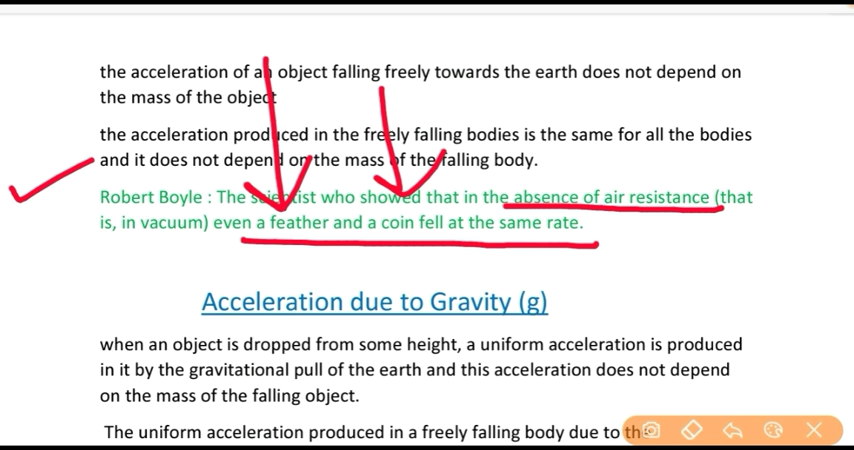 the acceleration of an object falling freely towards the earth does not depend on
the mass of the object
the acceleration produced in the freely falling bodies is the same for all the bodies
and it does not depend on the mass of the falling body.
Robert Boyle : The scientist who showed that in the absence of air resistance (that
is, in vacuum) even a feather and a coin fell at the same rate.
Acceleration due to Gravity (g)
when an object is dropped from some height, a uniform acceleration is produced
in it by the gravitational pull of the earth and this acceleration does not depend
on the mass of the falling object.
The uniform acceleration produced in a freely falling body due to